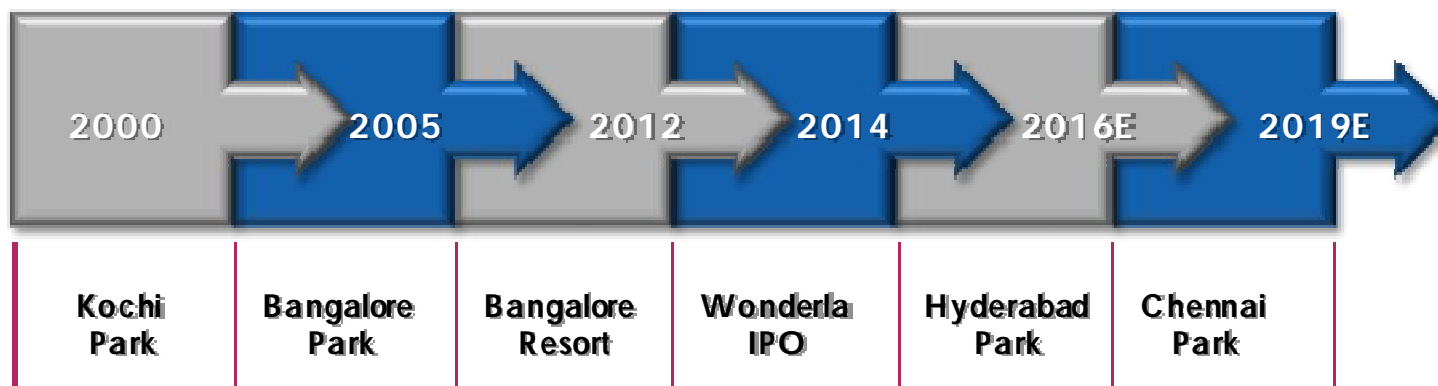 2000 2005 2012 2014 2016E 2019E
Kochi Bangalore Bangalore Wonderla Hyderabad Chennai
Park Park Resort IPO Park Park